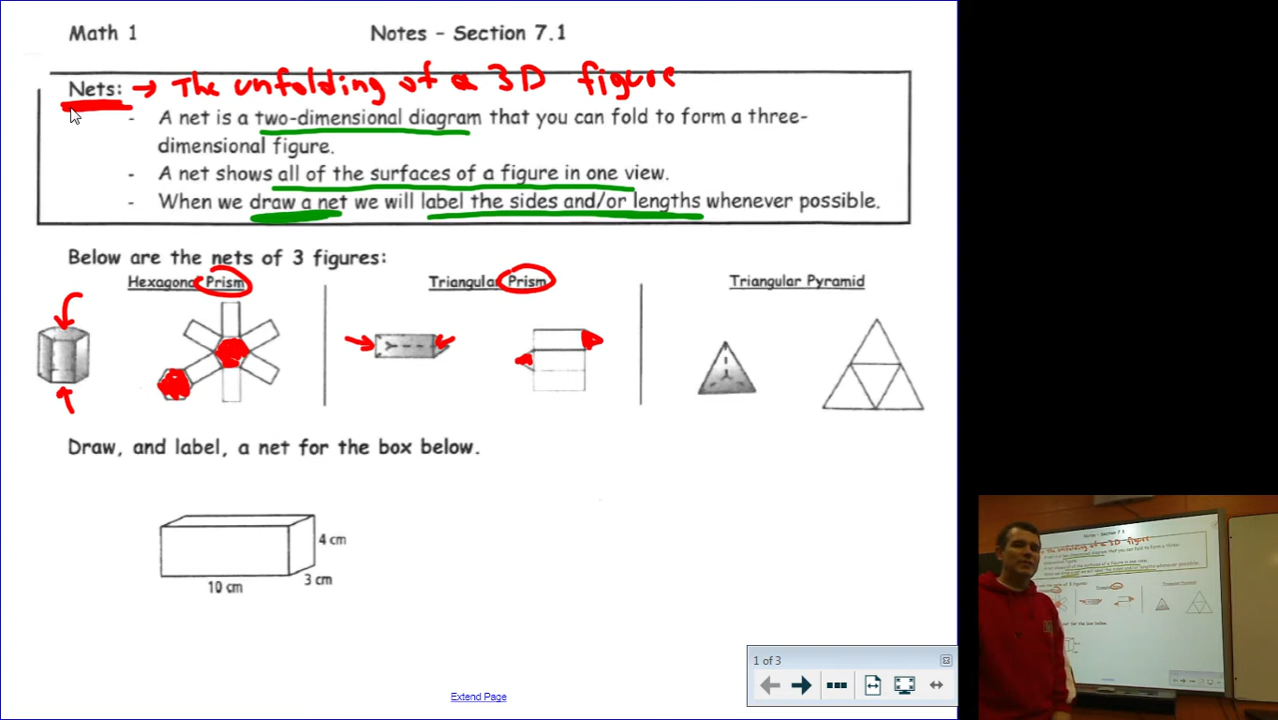 Math 1 Notes - Section 7.1
Nets: → The unfolding of a 3D figure
- A net is a two-dimensional diagram that you can fold to form a three-
dimensional figure.
- A net shows all of the surfaces of a figure in one view.
- When we draw a net we will label the sides and/or lengths whenever possible.
Below are the nets of 3 figures:
Hexagonal Prism Triangular Prism Triangular Pyramid
Draw, and label, a net for the box below.
4 cm
3 cm
10 cm
1 of 3
Extend Page